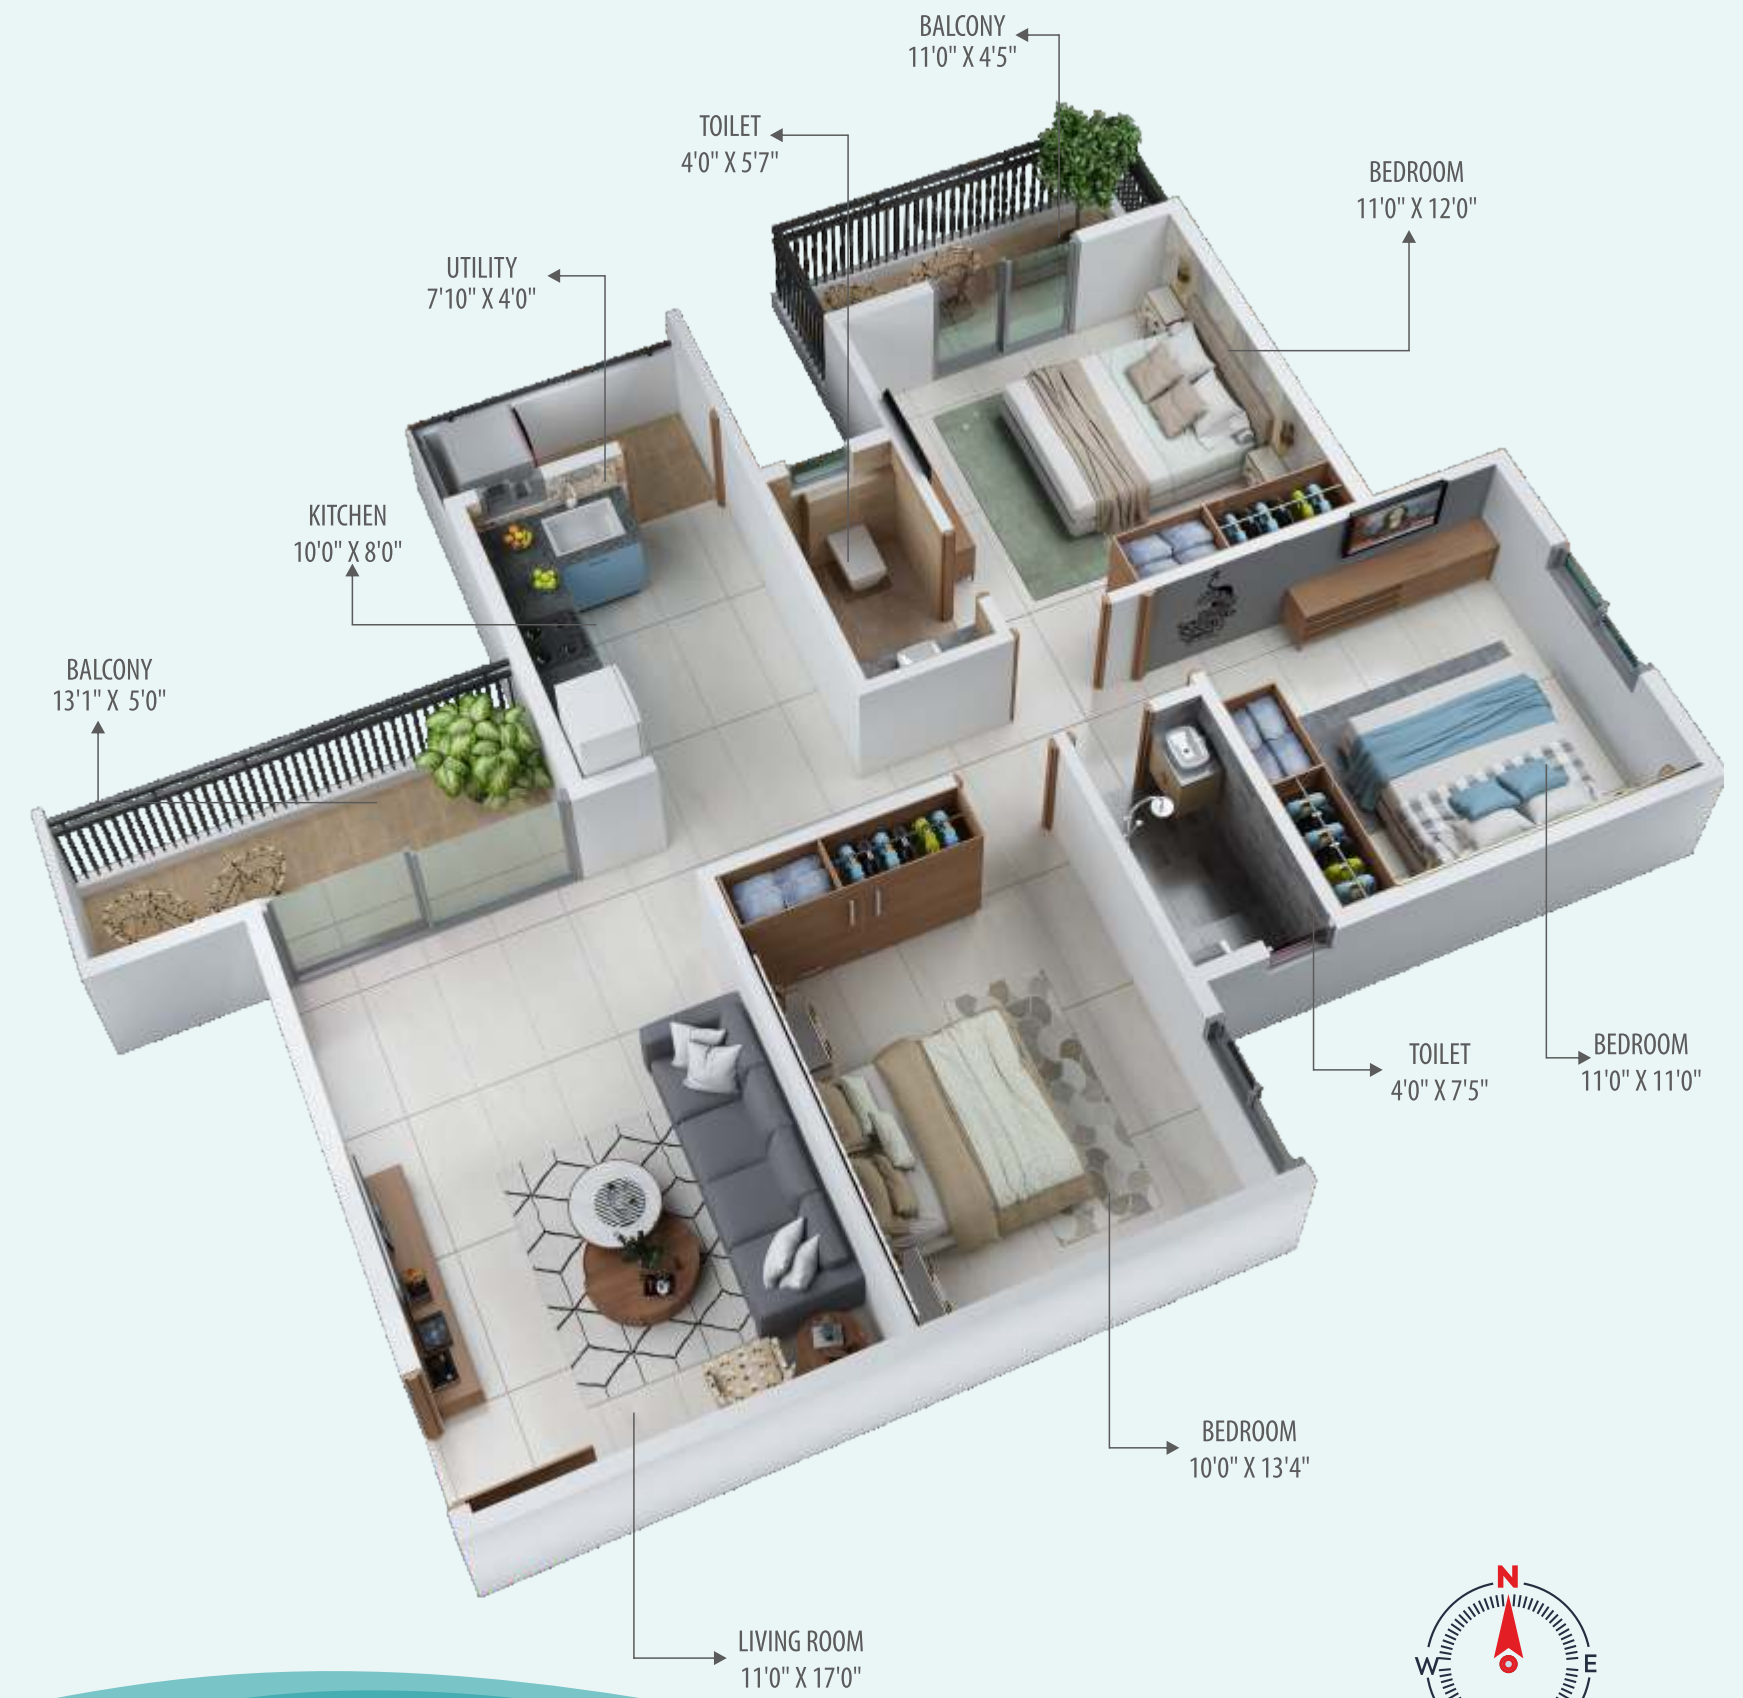 BALCONY
11'0" X 4'5"
TOILET
4'0" X 5'7"
BEDROOM
11'0" X 12'0"
UTILITY
7'10" X 4'0"
KITCHEN
10'0" X 8'0"
BALCONY
13'1" X 5'0"
TOILET
4'0" X 7'5"
BEDROOM
11'0" X 11'0"
BEDROOM
10'0" X 13'4"
LIVING ROOM
11'0" X 17'0"
N
W
E